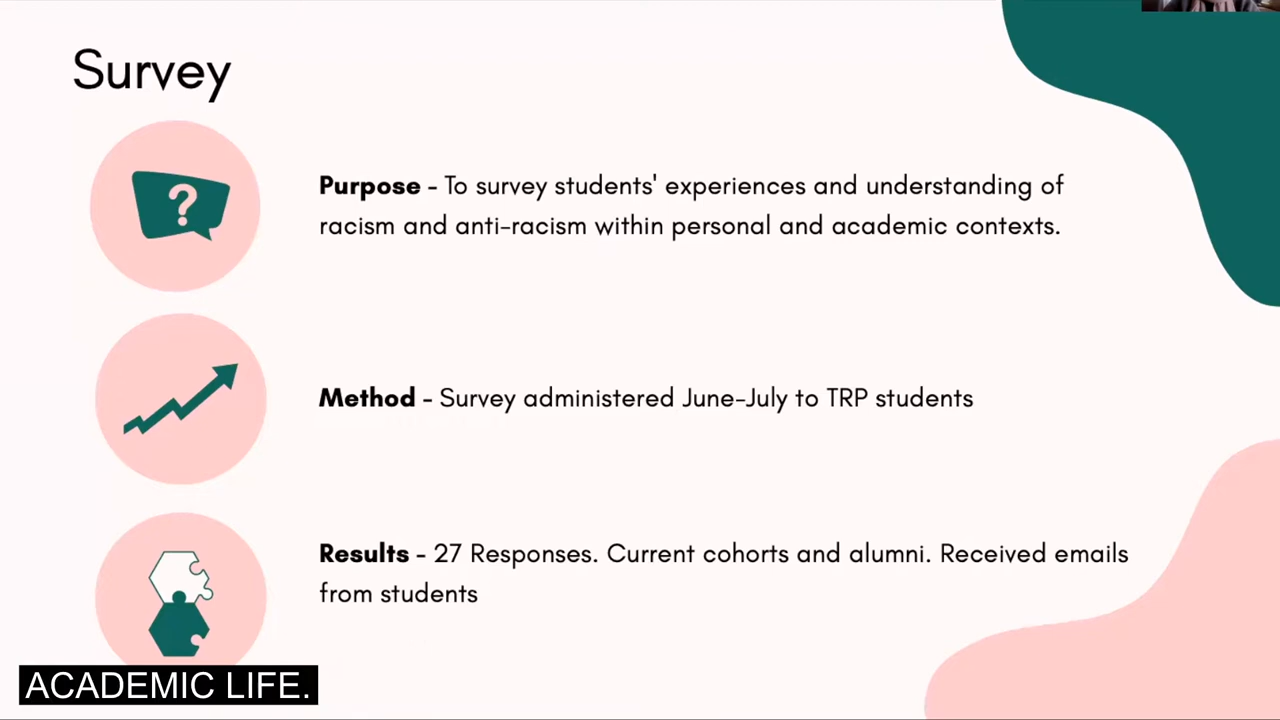 Survey
?
Purpose - To survey students' experiences and understanding of
racism and anti-racism within personal and academic contexts.
Method - Survey administered June-July to TRP students
Results - 27 Responses. Current cohorts and alumni. Received emails
from students
ACADEMIC LIFE.